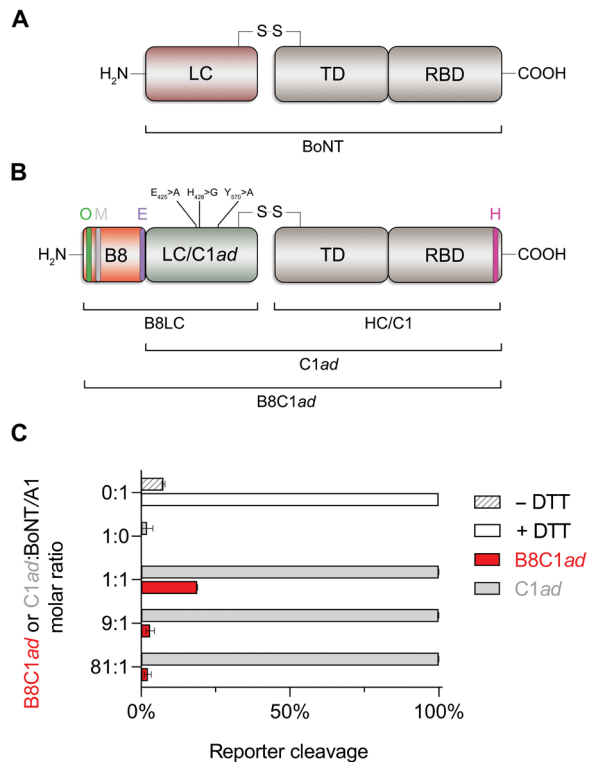 A
S S
H2N LC TD RBD COOH
BoNT
B
E425>A H428>G Y570>A
O M E S S H
H2N B8 LC/C1ad TD RBD COOH
B8LC HC/C1
C1ad
B8C1ad
C
B8C1ad or C1ad:BoNT/A1
molar ratio
0:1
1:0
1:1
9:1
81:1
0% 50% 100%
Reporter cleavage
– DTT
+ DTT
B8C1ad
C1ad